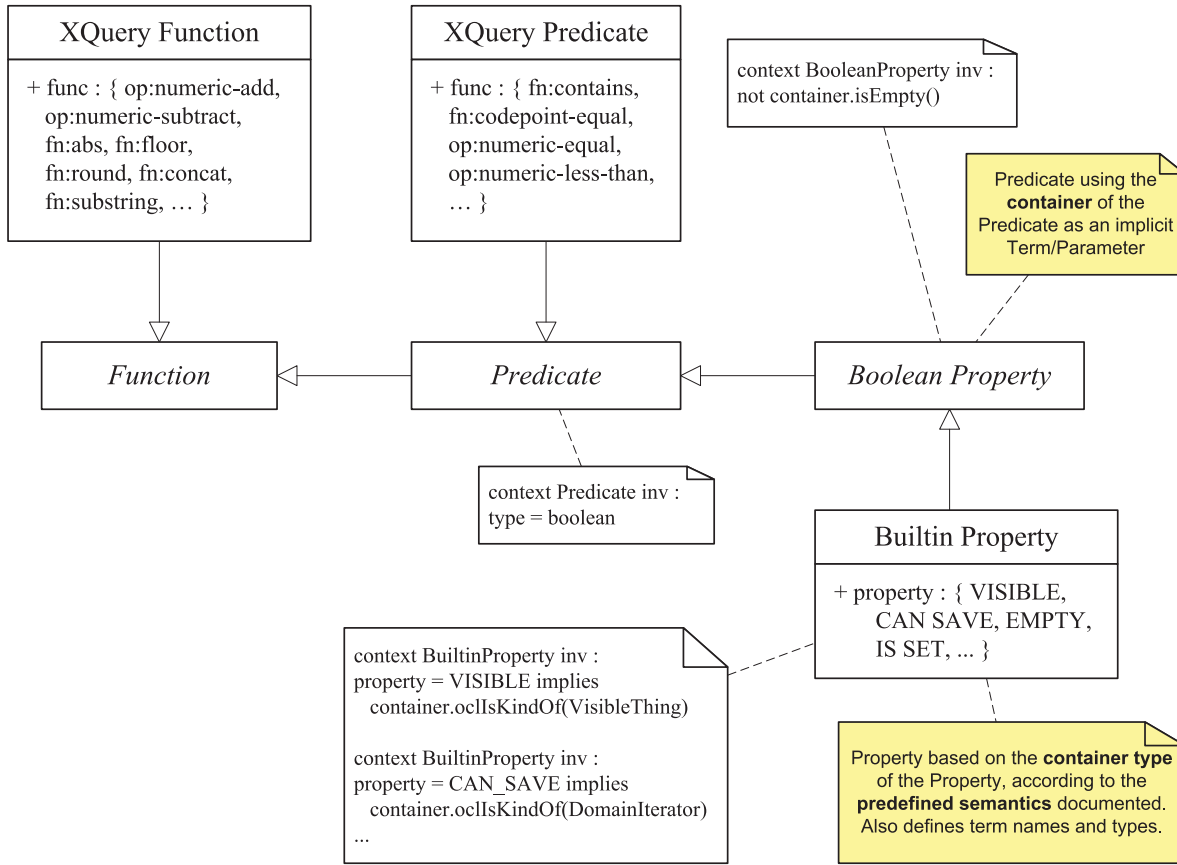 XQuery Function
+ func : { op:numeric-add,
op:numeric-subtract,
fn:abs, fn:floor,
fn:round, fn:concat,
fn:substring, … }
XQuery Predicate
+ func : { fn:contains,
fn:codepoint-equal,
op:numeric-equal,
op:numeric-less-than,
… }
context BooleanProperty inv :
not container.isEmpty()
Predicate using the
container of the
Predicate as an implicit
Term/Parameter
Function
Predicate
Boolean Property
context Predicate inv :
type = boolean
Builtin Property
+ property : { VISIBLE,
CAN SAVE, EMPTY,
IS SET, ... }
context BuiltinProperty inv :
property = VISIBLE implies
container.oclIsKindOf(VisibleThing)
context BuiltinProperty inv :
property = CAN_SAVE implies
container.oclIsKindOf(DomainIterator)
...
Property based on the container type
of the Property, according to the
predefined semantics documented.
Also defines term names and types.